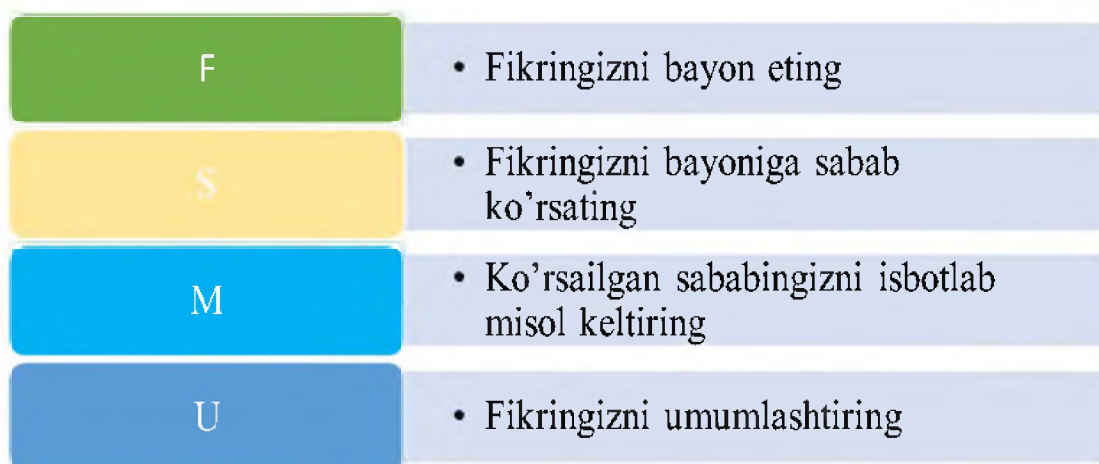 F
• Fikringizni bayon eting
S
• Fikringizni bayoniga sabab
ko’rsating
M
• Ko’rsailgan sababingizni isbotlab
misol keltiring
U
• Fikringizni umumlashtiring